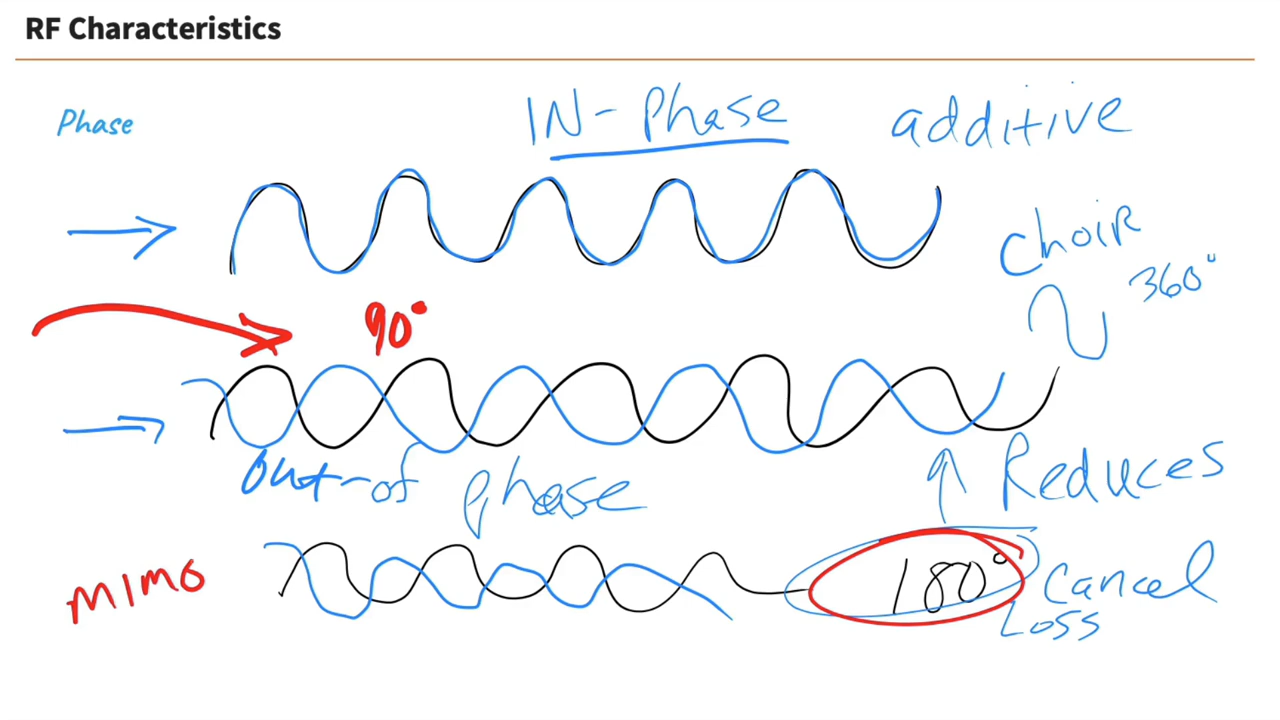 RF Characteristics
Phase
IN-Phase
additive
choir
360°
90°
out-of phase
Reduces
MIMO
180°
cancel
Loss